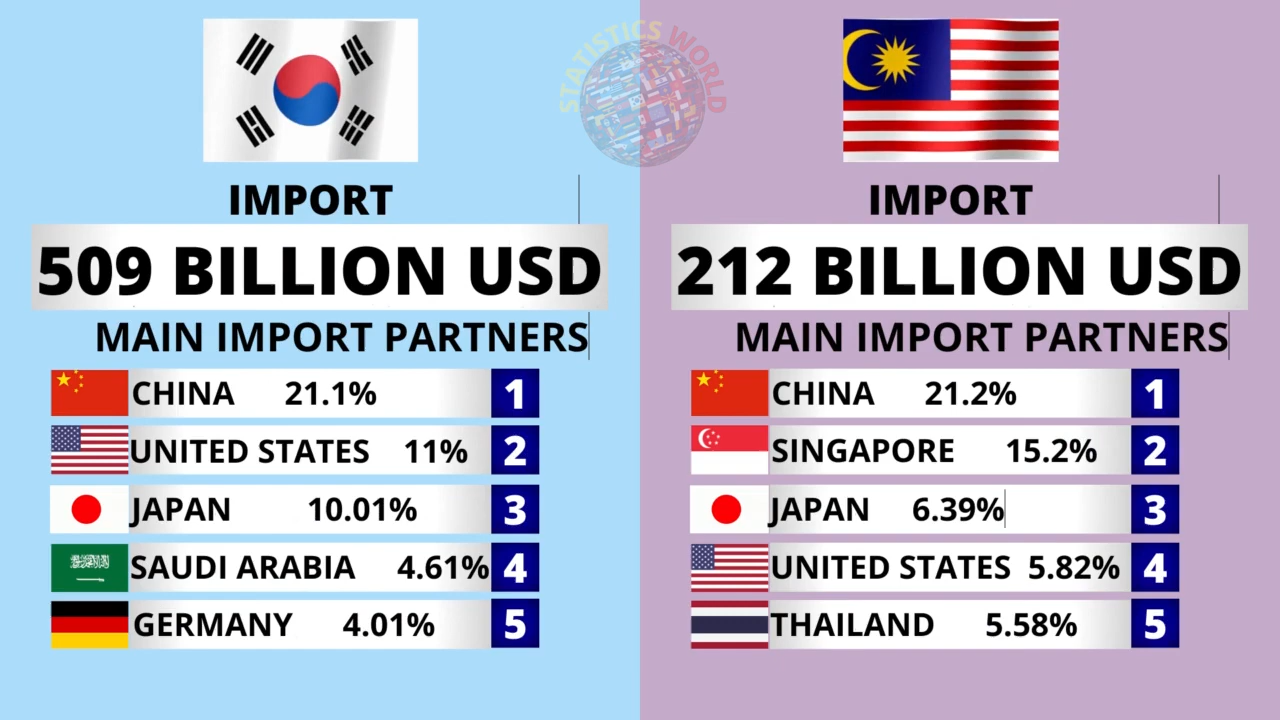 STATISTICS WORLD
IMPORT
509 BILLION USD
MAIN IMPORT PARTNERS
CHINA 21.1% 1
UNITED STATES 11% 2
JAPAN 10.01% 3
SAUDI ARABIA 4.61% 4
GERMANY 4.01% 5
IMPORT
212 BILLION USD
MAIN IMPORT PARTNERS
CHINA 21.2% 1
SINGAPORE 15.2% 2
JAPAN 6.39% 3
UNITED STATES 5.82% 4
THAILAND 5.58% 5